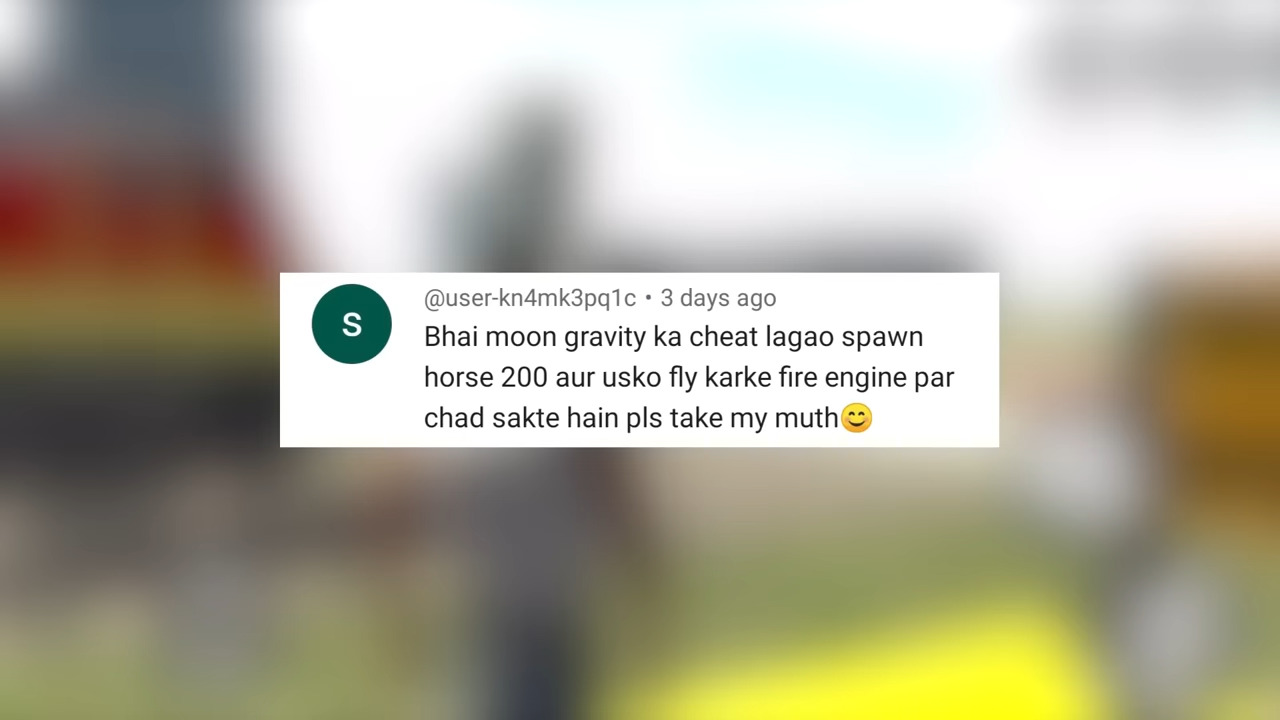 S
@user-kn4mk3pq1c • 3 days ago
Bhai moon gravity ka cheat lagao spawn
horse 200 aur usko fly karke fire engine par
chad sakte hain pls take my muth😊